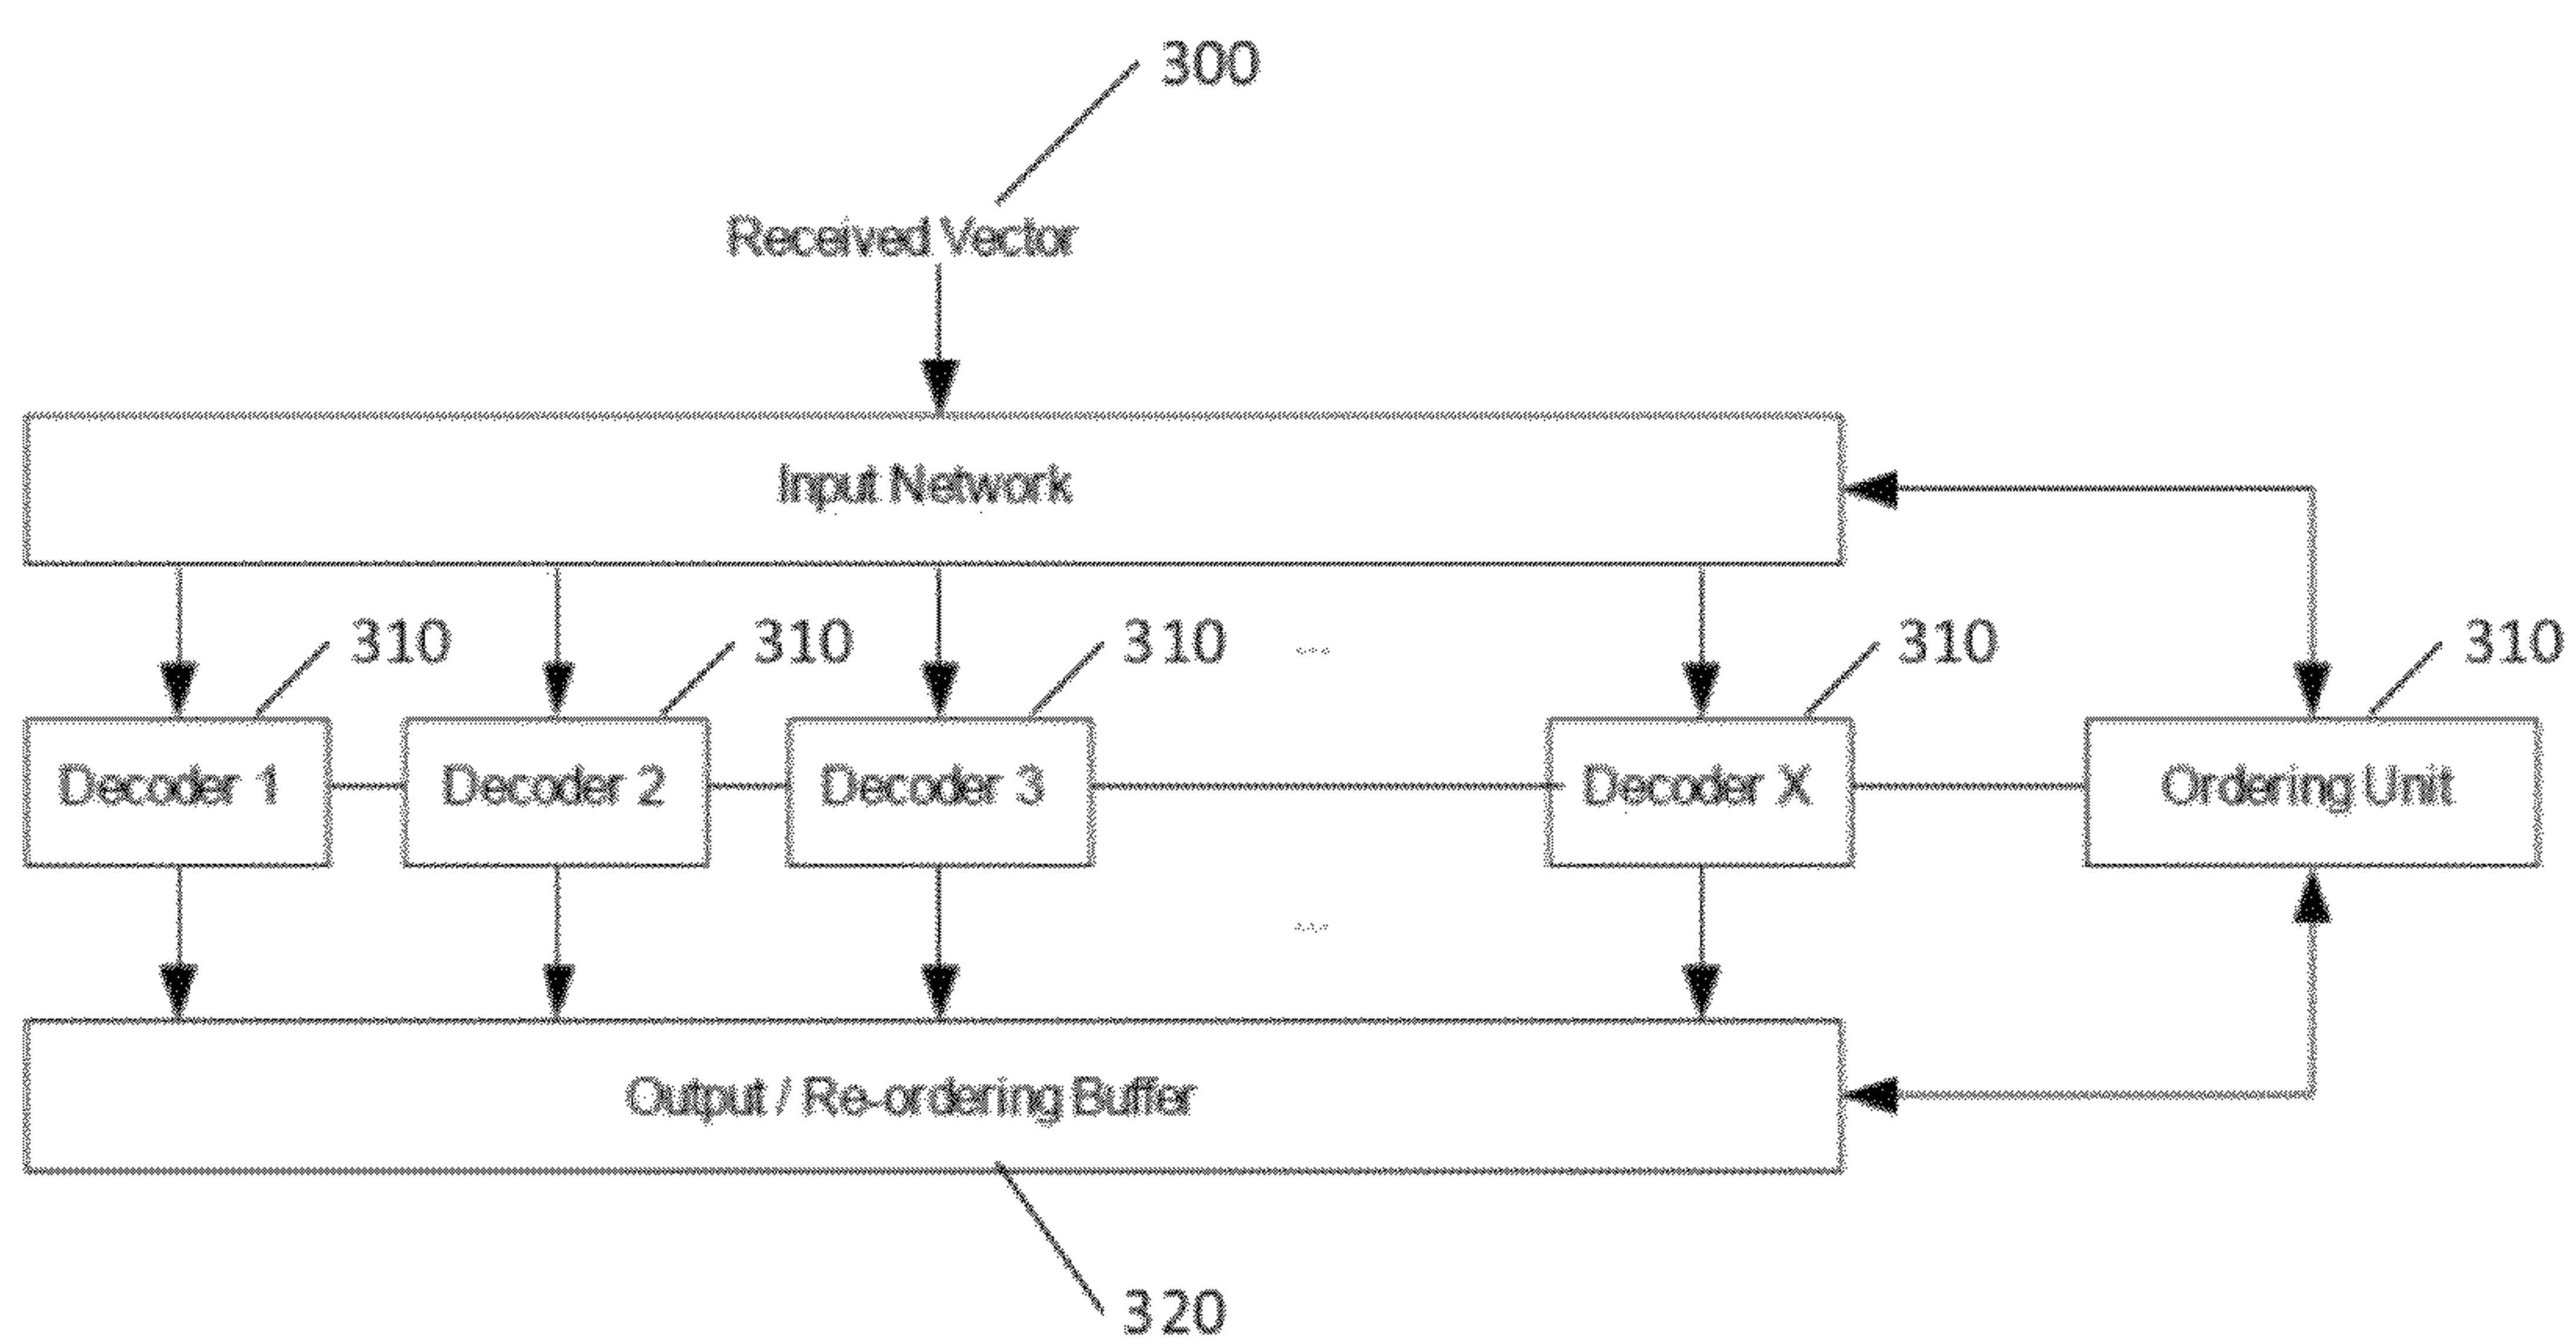 300
Received Vector
Input Network
310 310 310 ... 310 310
Decoder 1 Decoder 2 Decoder 3 Decoder X Ordering Unit
...
Output / Re-ordering Buffer
320